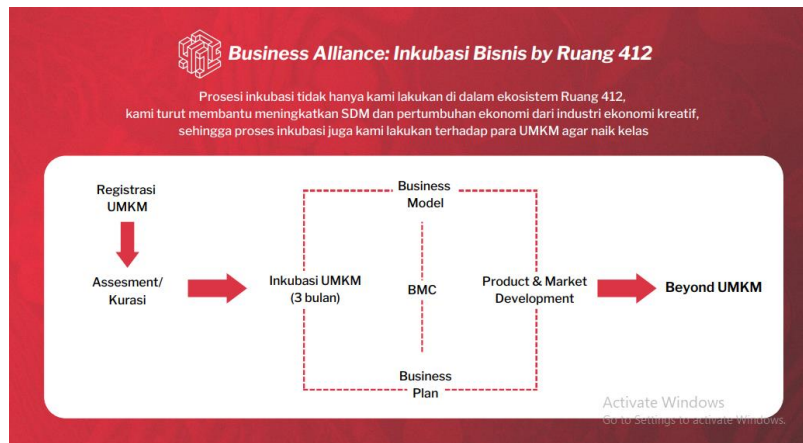 Business Alliance: Inkubasi Bisnis by Ruang 412
Prosesi inkubasi tidak hanya kami lakukan di dalam ekosistem Ruang 412,
kami turut membantu meningkatkan SDM dan pertumbuhan ekonomi dari industri ekonomi kreatif,
sehingga proses inkubasi juga kami lakukan terhadap para UMKM agar naik kelas
Registrasi
UMKM
Assesment/
Kurasi
Inkubasi UMKM
(3 bulan)
Business
Model
BMC
Business
Plan
Product & Market
Development
Beyond UMKM
Activate Windows
Go to Settings to activate Windows.